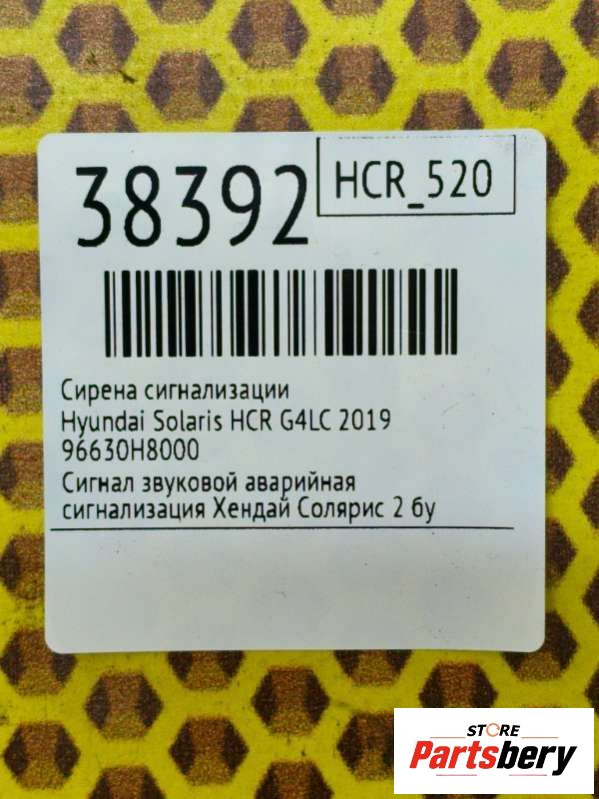 38392
HCR_520
Сирена сигнализации
Hyundai Solaris HCR G4LC 2019
96630H8000
Сигнал звуковой аварийная
сигнализация Хендай Солярис 2 бу
STORE
Partsbery